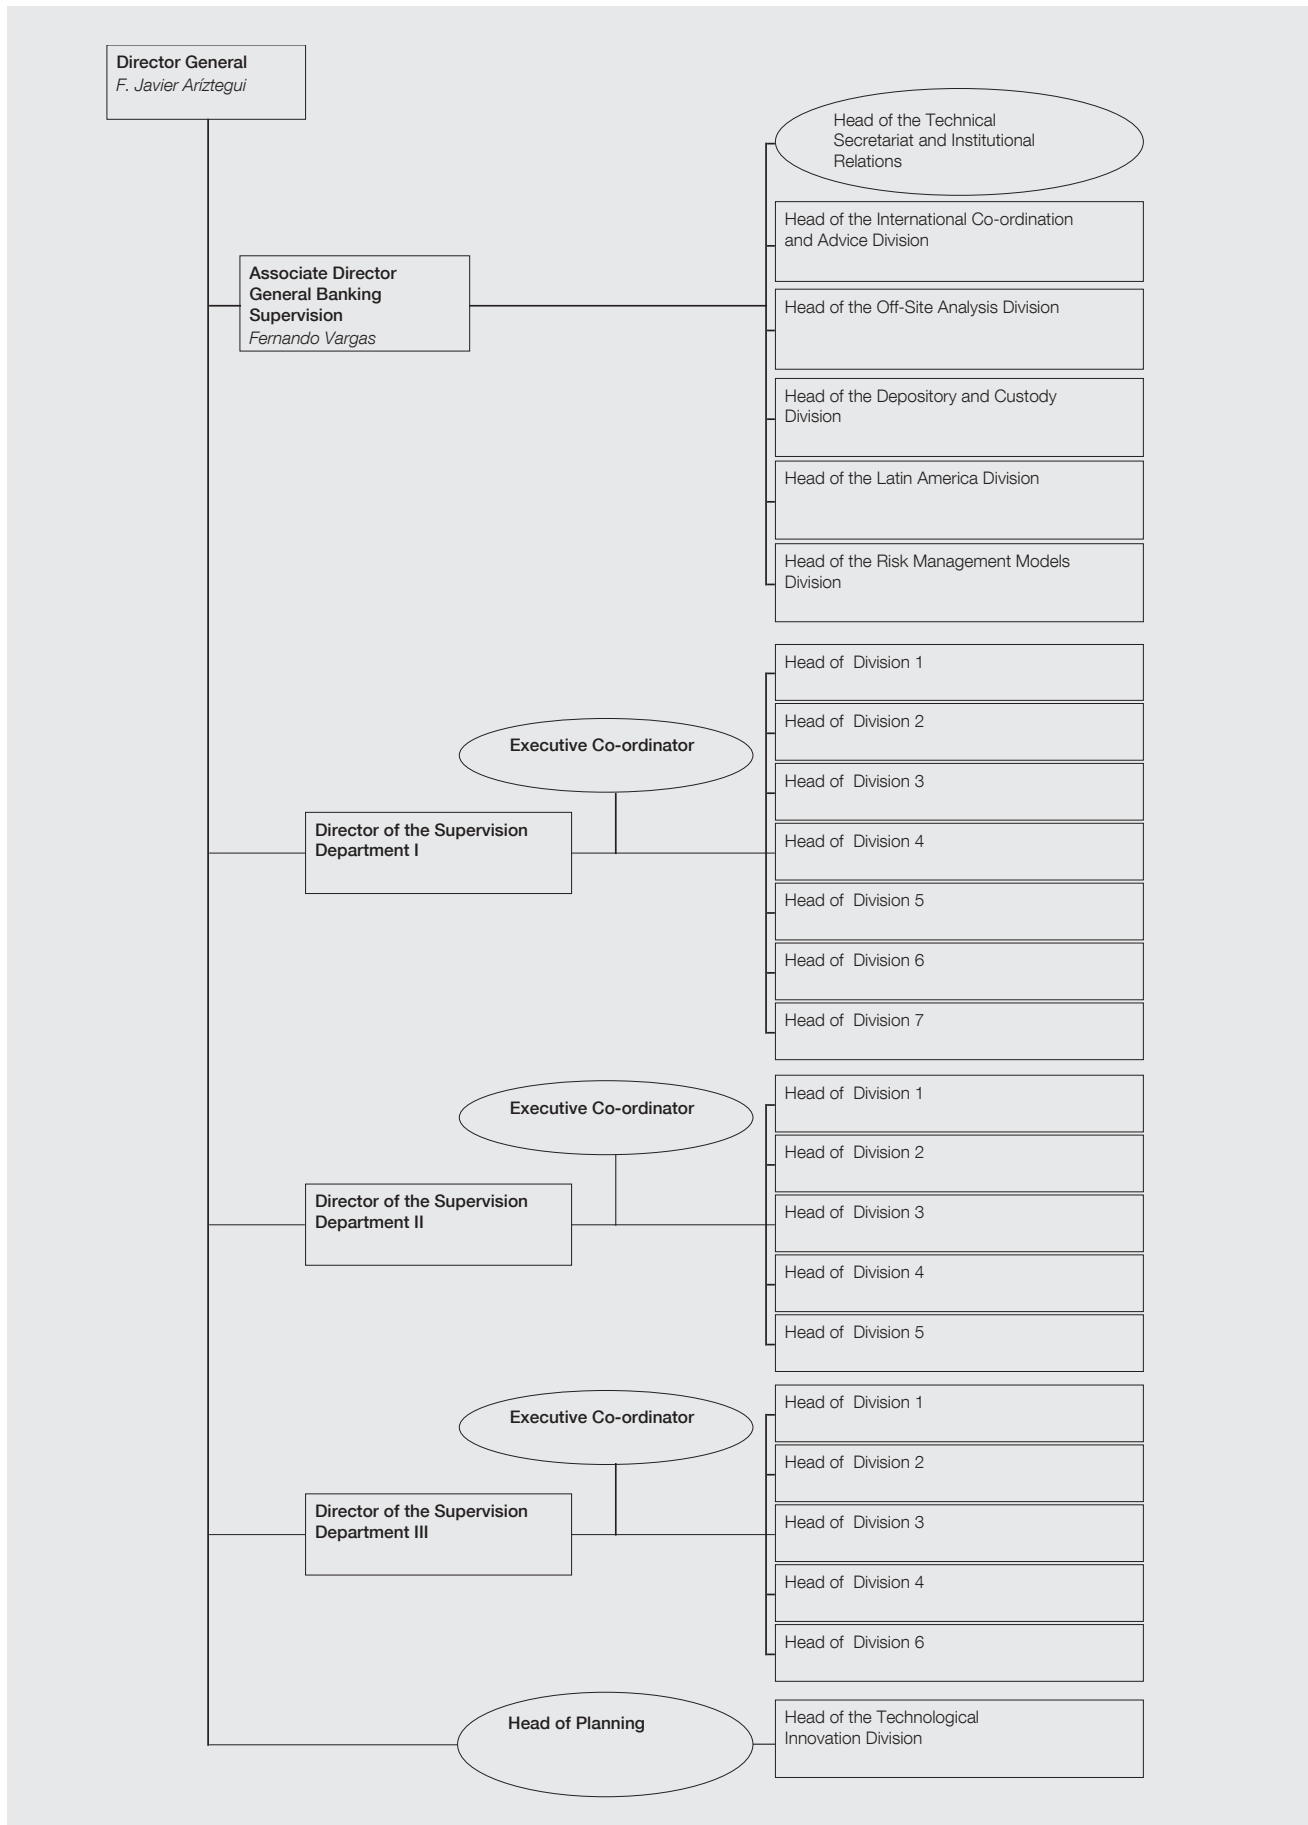 Director General
F. Javier Aríztegui
Head of the Technical
Secretariat and Institutional
Relations
Head of the International Co-ordination
and Advice Division
Associate Director
General Banking
Supervision
Fernando Vargas
Head of the Off-Site Analysis Division
Head of the Depository and Custody
Division
Head of the Latin America Division
Head of the Risk Management Models
Division
Head of Division 1
Head of Division 2
Executive Co-ordinator
Head of Division 3
Director of the Supervision
Department I
Head of Division 4
Head of Division 5
Head of Division 6
Head of Division 7
Head of Division 1
Executive Co-ordinator
Head of Division 2
Director of the Supervision
Department II
Head of Division 3
Head of Division 4
Head of Division 5
Head of Division 1
Executive Co-ordinator
Head of Division 2
Director of the Supervision
Department III
Head of Division 3
Head of Division 4
Head of Division 6
Head of Planning
Head of the Technological
Innovation Division